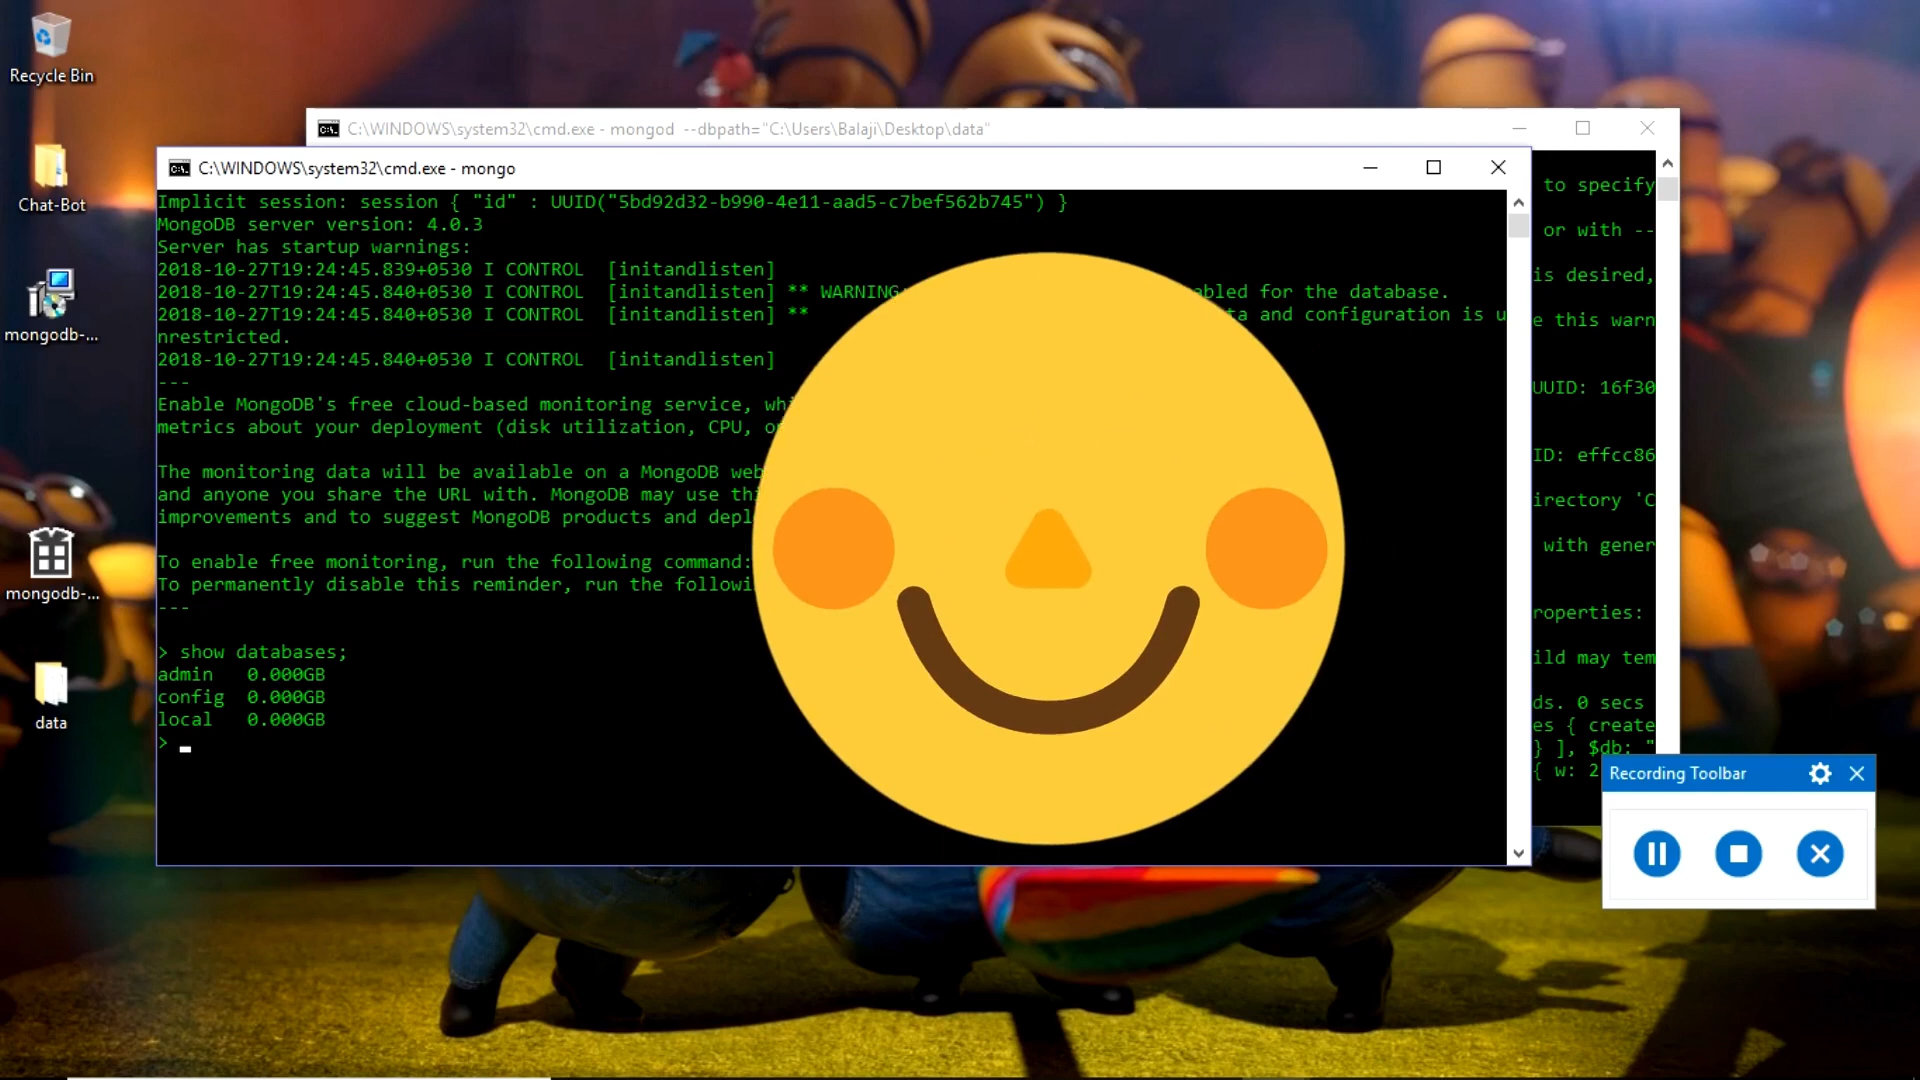 Recycle Bin
Chat-Bot
mongodb-...
mongodb-...
data
C:\WINDOWS\system32\cmd.exe - mongod --dbpath="C:\Users\Balaji\Desktop\data"
C:\WINDOWS\system32\cmd.exe - mongo
Implicit session: session { "id" : UUID("5bd92d32-b990-4e11-aad5-c7bef562b745") }
MongoDB server version: 4.0.3
Server has startup warnings:
2018-10-27T19:24:45.839+0530 I CONTROL [initandlisten]
2018-10-27T19:24:45.840+0530 I CONTROL [initandlisten] ** WARNING: abled for the database.
2018-10-27T19:24:45.840+0530 I CONTROL [initandlisten] ** ta and configuration is u
nrestricted.
2018-10-27T19:24:45.840+0530 I CONTROL [initandlisten]
---
Enable MongoDB's free cloud-based monitoring service, whi
metrics about your deployment (disk utilization, CPU, op
The monitoring data will be available on a MongoDB web
and anyone you share the URL with. MongoDB may use thi
improvements and to suggest MongoDB products and depl
To enable free monitoring, run the following command:
To permanently disable this reminder, run the followi
---
> show databases;
admin 0.000GB
config 0.000GB
local 0.000GB
>
to specify
or with --
is desired,
e this warn
UUID: 16f30
ID: effcc86
irectory 'C
with gener
roperties:
ild may tem
ds. 0 secs
es { create
} ], $db: "
{ w: 2
Recording Toolbar